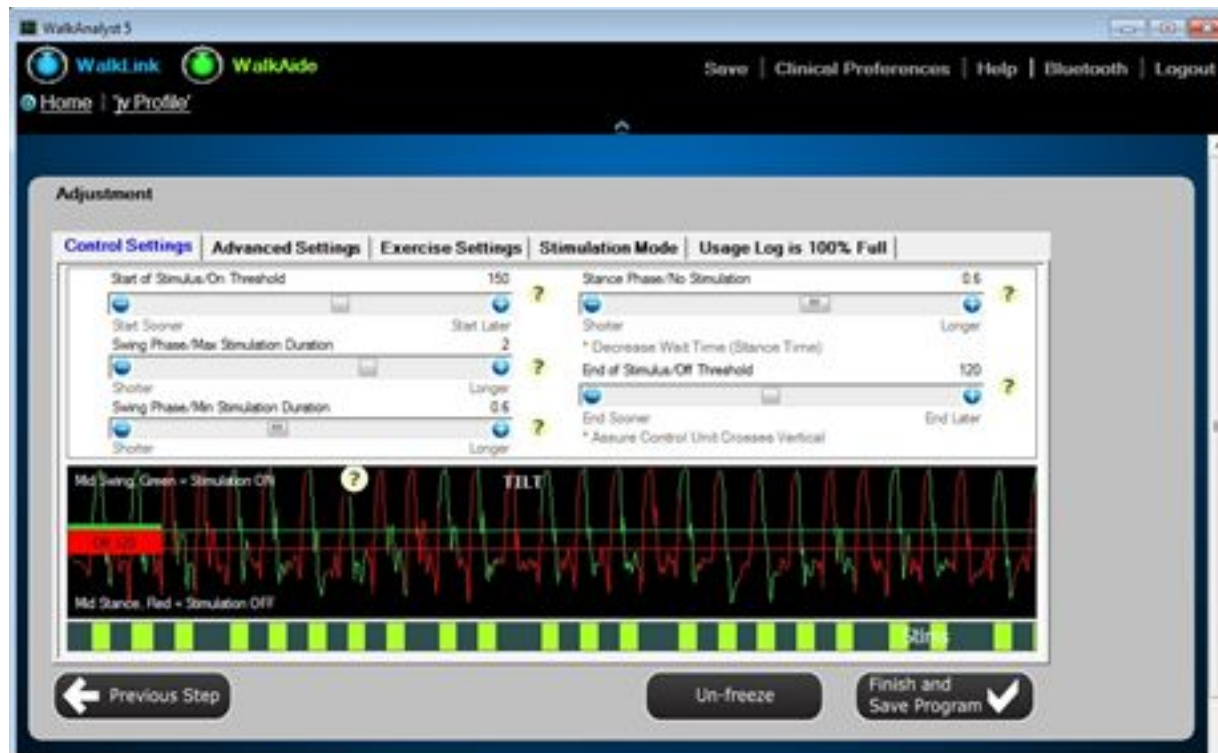 WalkAnalyst 5
WalkLink WalkAide
Save | Clinical Preferences | Help | Bluetooth | Logout
Home | 'jv Profile'
Adjustment
Control Settings | Advanced Settings | Exercise Settings | Stimulation Mode | Usage Log is 100% Full
Start of Stimulus/On Threshold 150 ?
Start Sooner Start Later
Swing Phase/Max Stimulation Duration 2 ?
Shorter Longer
Swing Phase/Min Stimulation Duration 0.6 ?
Shorter Longer
Stance Phase/No Stimulation 0.6 ?
Shorter Longer
* Decrease Wait Time (Stance Time)
End of Stimulus/Off Threshold 120 ?
End Sooner End Later
* Assure Control Unit Crosses Vertical
Mid Swing, Green = Stimulation ON ? TILT
Off 120
Mid Stance, Red = Stimulation OFF
Stims
Previous Step
Un-freeze
Finish and
Save Program